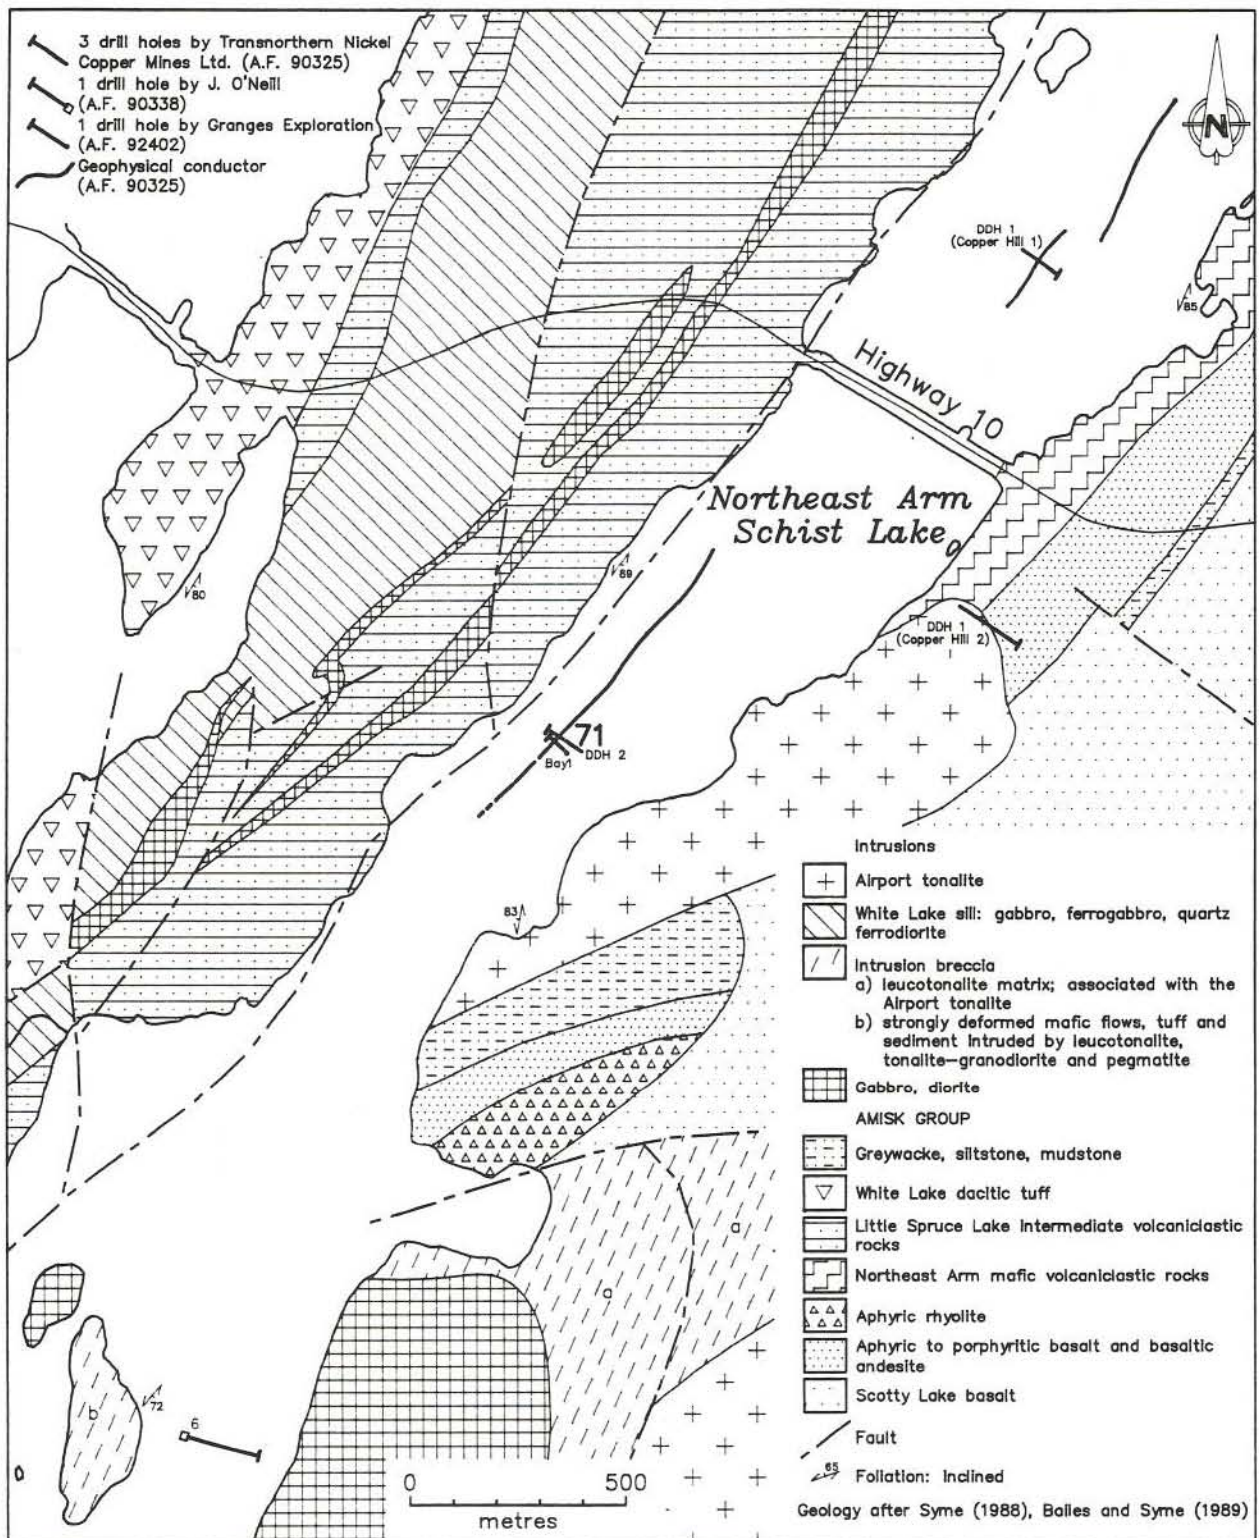 3 drill holes by Transnorthern Nickel
Copper Mines Ltd. (A.F. 90325)
1 drill hole by J. O'Neill
(A.F. 90338)
1 drill hole by Granges Exploration
(A.F. 92402)
Geophysical conductor
(A.F. 90325)
N
DDH 1
(Copper Hill 1)
85
Highway 10
Northeast Arm
Schist Lake
89
80
DDH 1
(Copper Hill 2)
71
DDH 2
Bay1
83
Intrusions
Airport tonalite
White Lake sill: gabbro, ferrogabbro, quartz
ferrodiorite
Intrusion breccia
a) leucotonalite matrix; associated with the
Airport tonalite
b) strongly deformed mafic flows, tuff and
sediment intruded by leucotonalite,
tonalite-granodiorite and pegmatite
Gabbro, diorite
AMISK GROUP
Greywacke, siltstone, mudstone
White Lake dacitic tuff
Little Spruce Lake intermediate volcaniclastic
rocks
Northeast Arm mafic volcaniclastic rocks
Aphyric rhyolite
Aphyric to porphyritic basalt and basaltic
andesite
Scotty Lake basalt
Fault
65
Foliation: inclined
Geology after Syme (1988), Bailes and Syme (1989)
a
a
b
72
6
0 500
metres